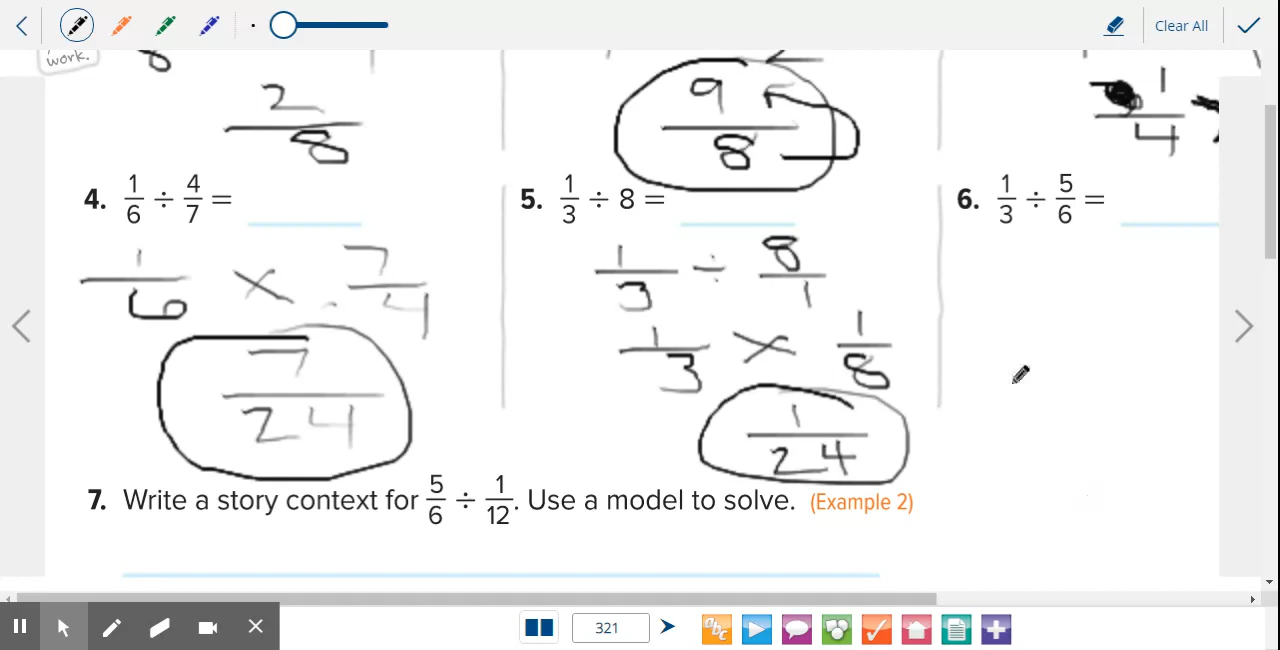 Clear All
work.
8
2/8
9/8
1/4
4. 1/6 ÷ 4/7 =
5. 1/3 ÷ 8 =
6. 1/3 ÷ 5/6 =
1/6 × 7/4
7/24
1/3 ÷ 8/1
1/3 × 1/8
1/24
7. Write a story context for 5/6 ÷ 1/12. Use a model to solve. (Example 2)
321
abc